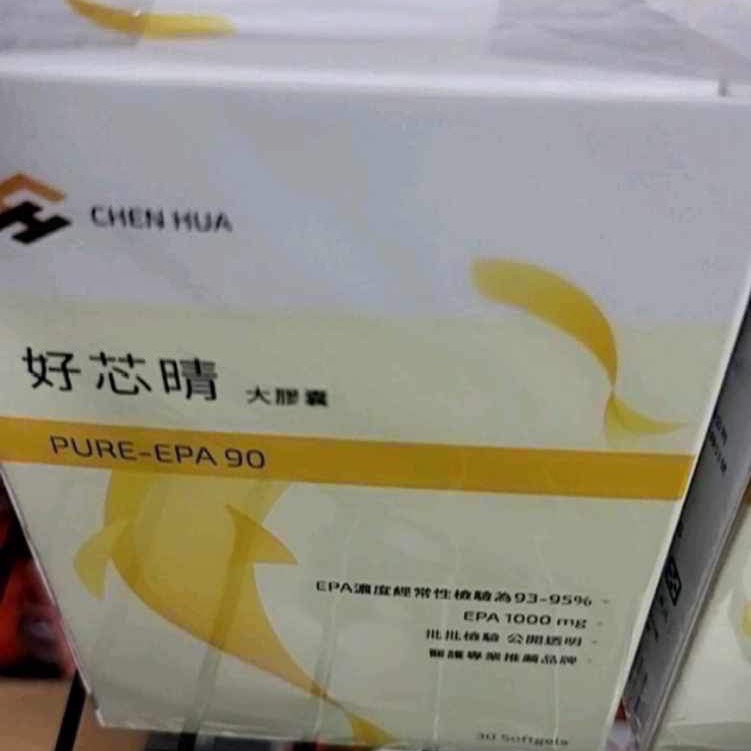 CHEN HUA
好芯晴 大膠囊
PURE-EPA 90
EPA濃度經常性檢驗為93-95%
EPA 1000 mg
批批檢驗 公開透明
醫護專業推薦品牌
30 Softgels